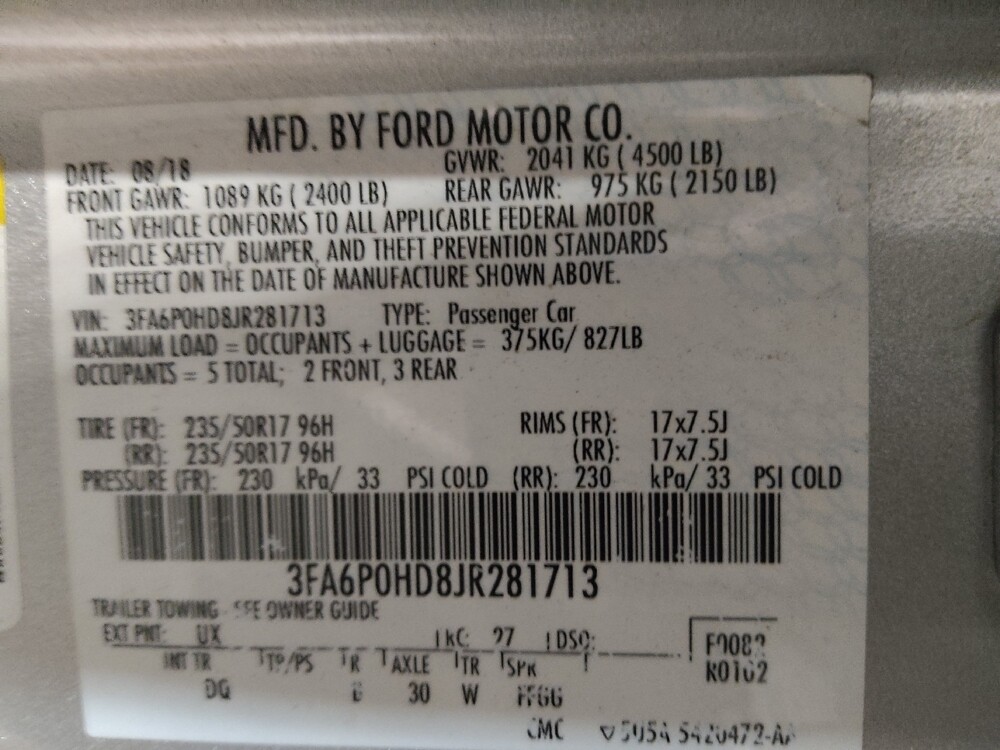 MFD. BY FORD MOTOR CO.
DATE: 08/18 GVWR: 2041 KG ( 4500 LB)
FRONT GAWR: 1089 KG ( 2400 LB) REAR GAWR: 975 KG ( 2150 LB)
THIS VEHICLE CONFORMS TO ALL APPLICABLE FEDERAL MOTOR
VEHICLE SAFETY, BUMPER, AND THEFT PREVENTION STANDARDS
IN EFFECT ON THE DATE OF MANUFACTURE SHOWN ABOVE.
VIN: 3FA6P0HD8JR281713 TYPE: Passenger Car
MAXIMUM LOAD = OCCUPANTS + LUGGAGE = 375KG/ 827LB
OCCUPANTS = 5 TOTAL; 2 FRONT, 3 REAR
TIRE (FR): 235/50R17 96H RIMS (FR): 17x7.5J
(RR): 235/50R17 96H (RR): 17x7.5J
PRESSURE (FR): 230 kPa/ 33 PSI COLD (RR): 230 kPa/ 33 PSI COLD
3FA6P0HD8JR281713
TRAILER TOWING - SEE OWNER GUIDE
EXT PNT: UX RC: 97 DSO:
INT TR TP/PS R AXLE TR SPR
DQ 30 W